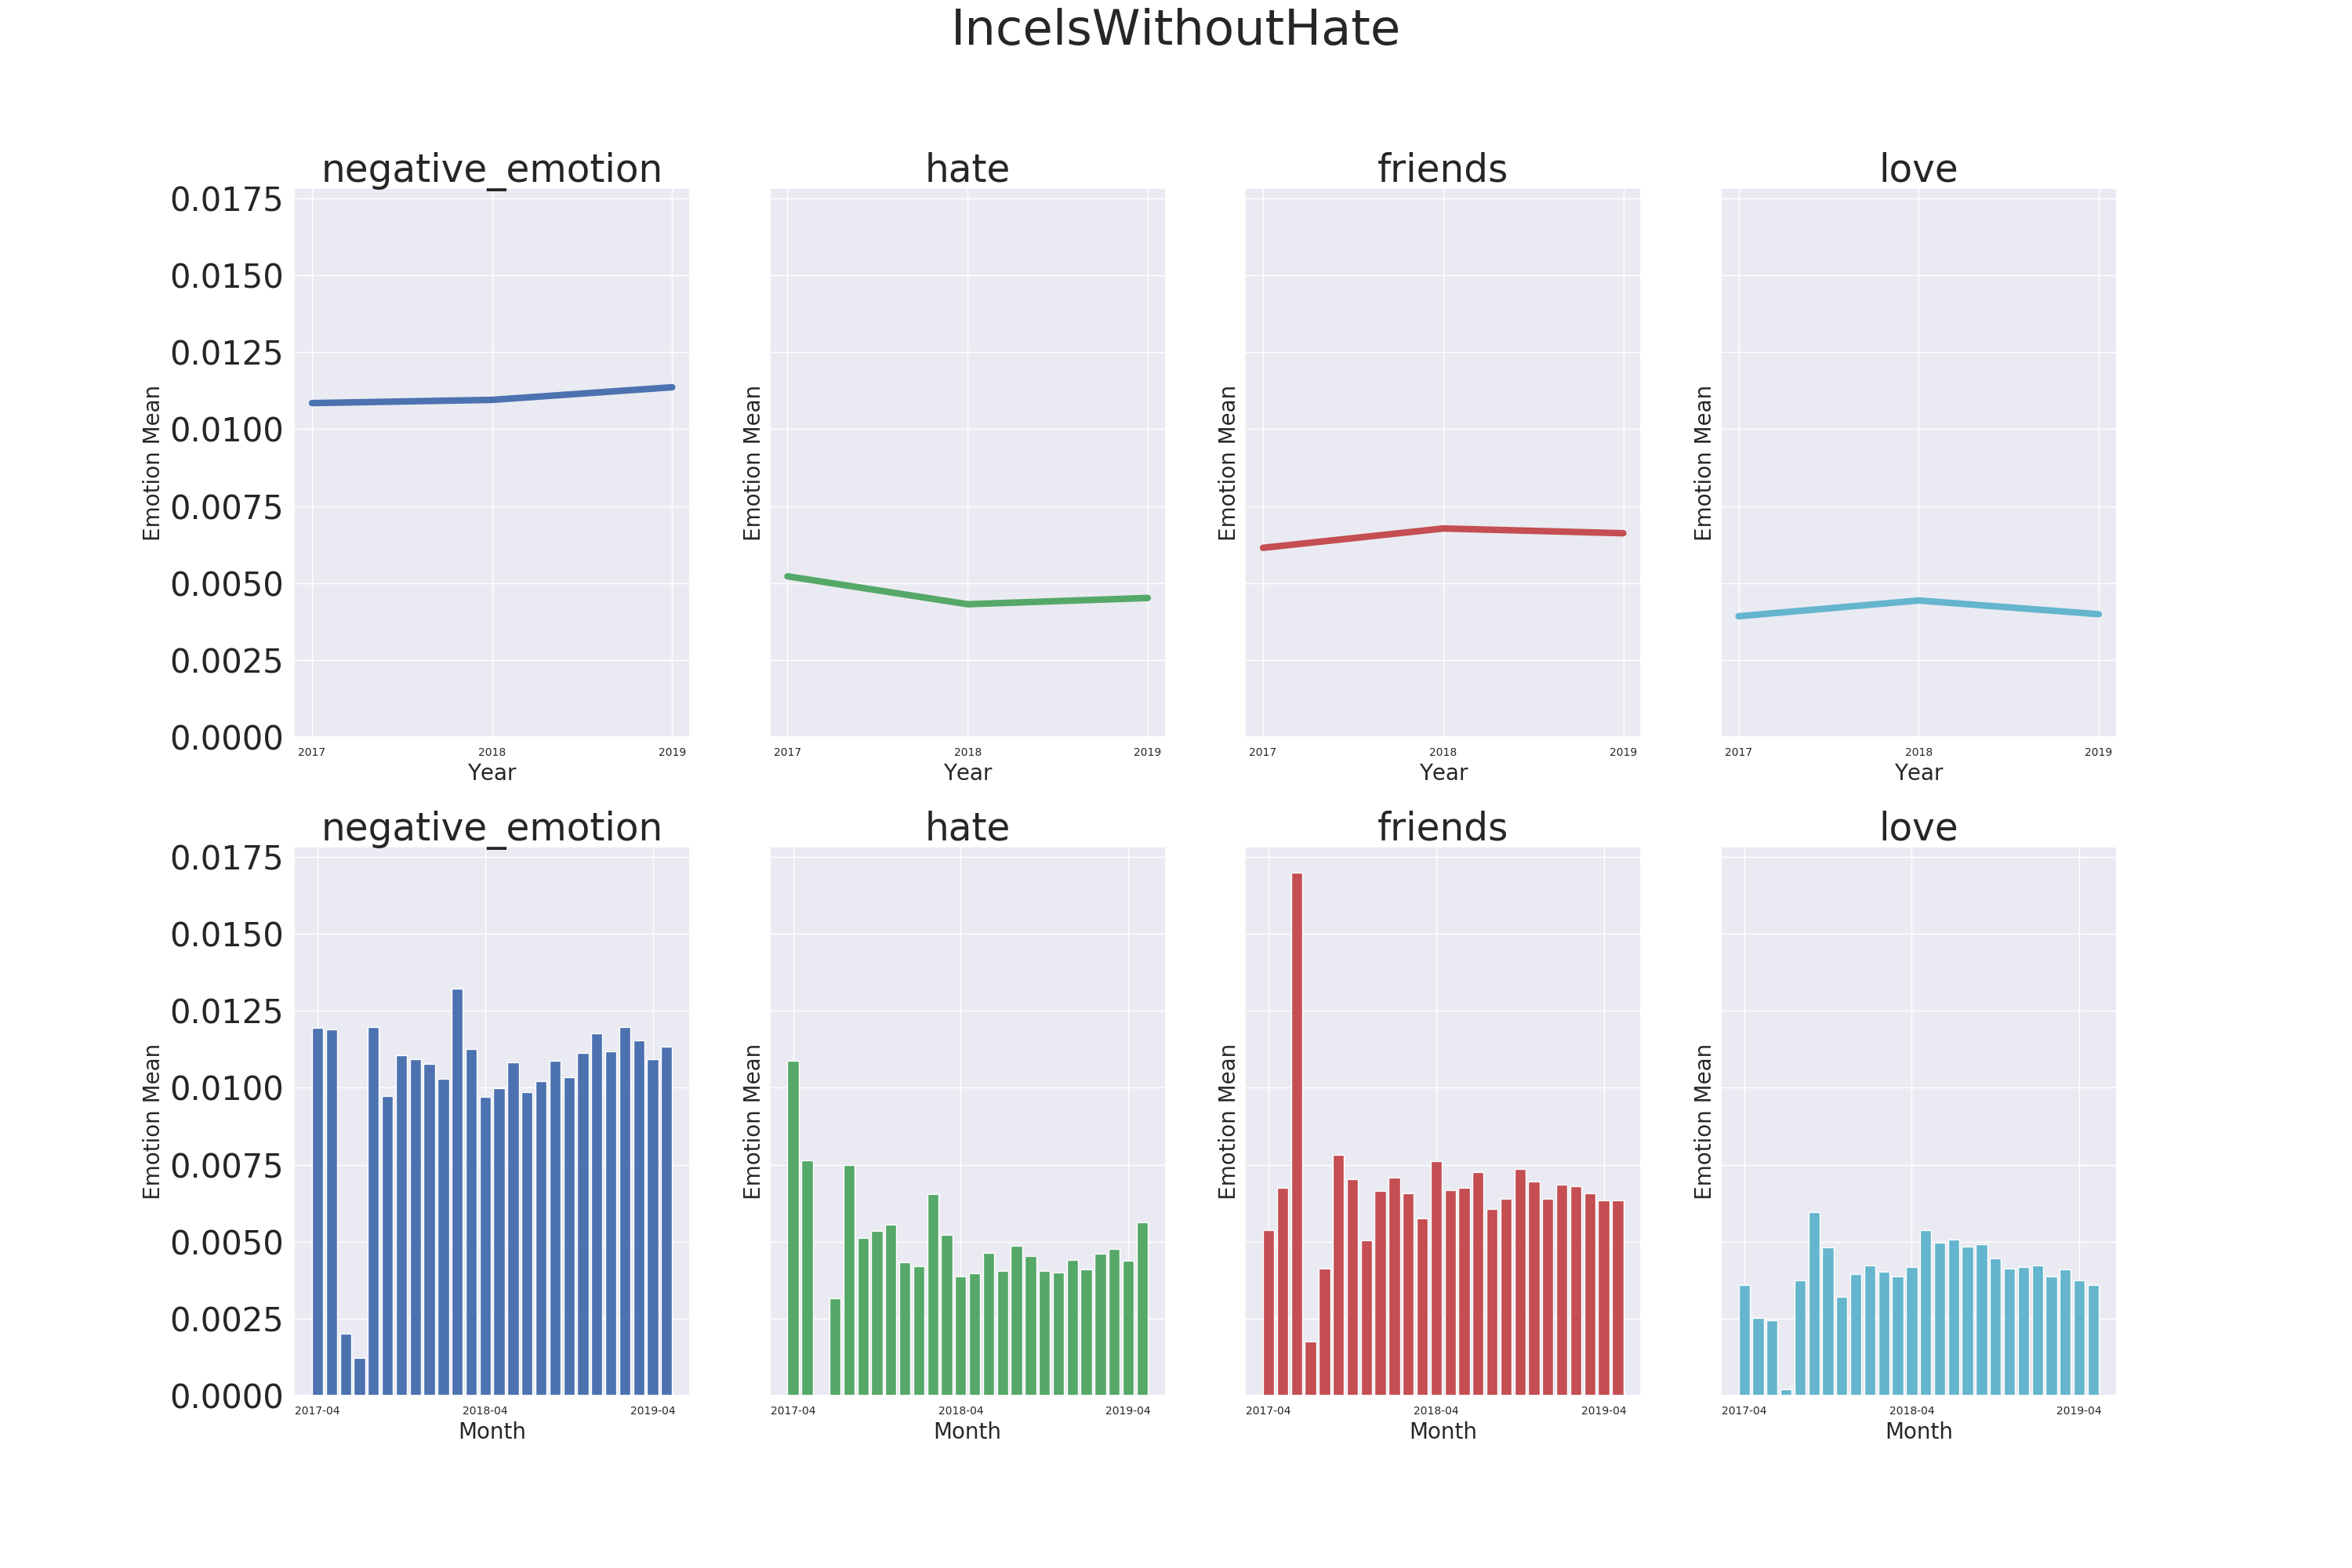 IncelsWithoutHate
negative_emotion
hate
friends
love
0.0175
0.0150
0.0125
0.0100
0.0075
0.0050
0.0025
0.0000
Emotion Mean
Emotion Mean
Emotion Mean
Emotion Mean
2017 2018 2019
2017 2018 2019
2017 2018 2019
2017 2018 2019
Year
Year
Year
Year
negative_emotion
hate
friends
love
0.0175
0.0150
0.0125
0.0100
0.0075
0.0050
0.0025
0.0000
Emotion Mean
Emotion Mean
Emotion Mean
Emotion Mean
2017-04 2018-04 2019-04
2017-04 2018-04 2019-04
2017-04 2018-04 2019-04
2017-04 2018-04 2019-04
Month
Month
Month
Month